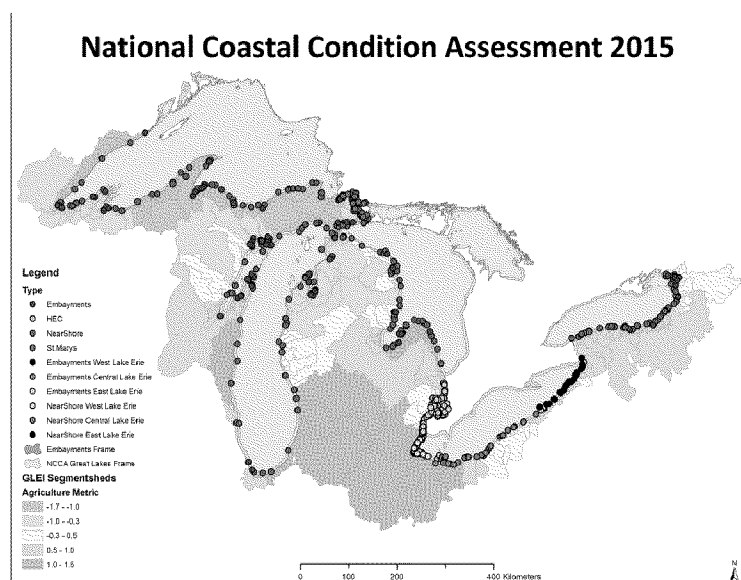 National Coastal Condition Assessment 2015
Legend
Type
Embayments
HEC
NearShore
St.Marys
Embayments West Lake Erie
Embayments Central Lake Erie
Embayments East Lake Erie
NearShore West Lake Erie
NearShore Central Lake Erie
NearShore East Lake Erie
Embayments Frame
NCCA Great Lakes Frame
GLEI Segmentsheds
Agriculture Metric
-1.7 - -1.0
-1.0 - -0.3
-0.3 - 0.5
0.5 - 1.0
1.0 - 1.5
0 100 200 400 Kilometers
N